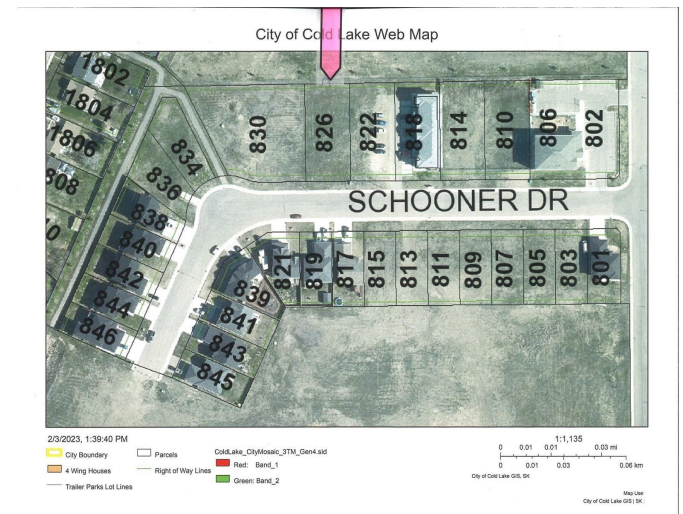 City of Cold Lake Web Map
1802
1804
1806
808
10
834
836
838
840
842
844
846
830
826
822
818
814
810
806
802
SCHOONER DR
821
819
817
815
813
811
809
807
805
803
801
839
841
843
845
2/3/2023, 1:39:40 PM
City Boundary
4 Wing Houses
Trailer Parks Lot Lines
Parcels
Right of Way Lines
ColdLake_CityMosaic_3TM_Gen4.sid
Red: Band_1
Green: Band_2
1:1,135
0 0.01 0.01 0.03 mi
0 0.01 0.03 0.06 km
City of Cold Lake GIS, SK
Map Use
City of Cold Lake GIS | SK